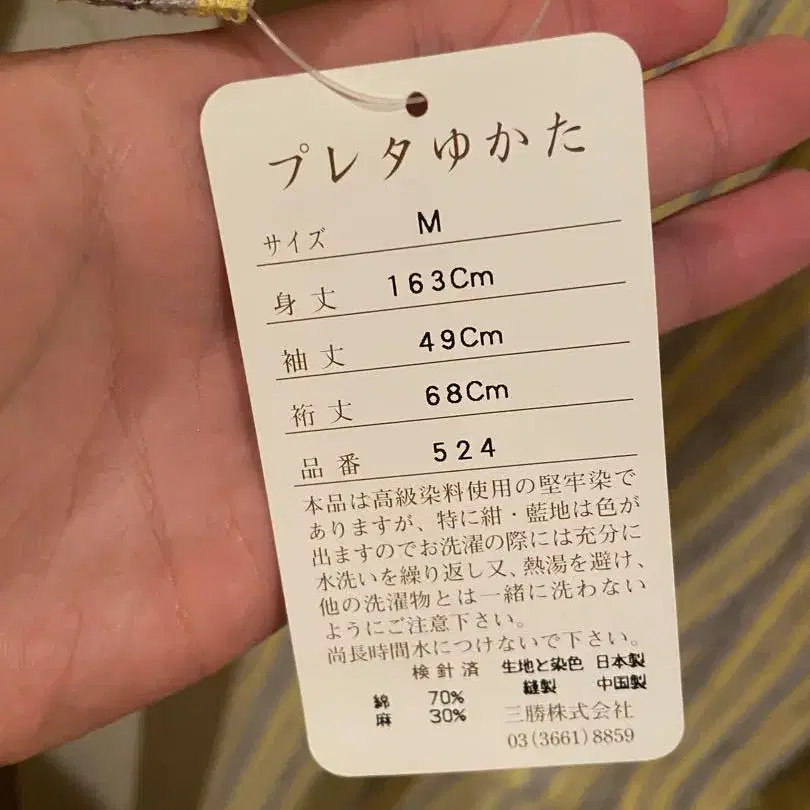 プレタゆかた
サイズ M
身丈 163Cm
袖丈 49Cm
裄丈 68Cm
品番 524
本品は高級染料使用の堅牢染で
ありますが、特に紺・藍地は色が
出ますのでお洗濯の際には充分に
水洗いを繰り返し又、熱湯を避け、
他の洗濯物とは一緒に洗わない
ようにご注意下さい。
尚長時間水につけないで下さい。
検針済 生地と染色 日本製
縫製 中国製
綿 70%
麻 30%
三勝株式会社
03(3661)8859